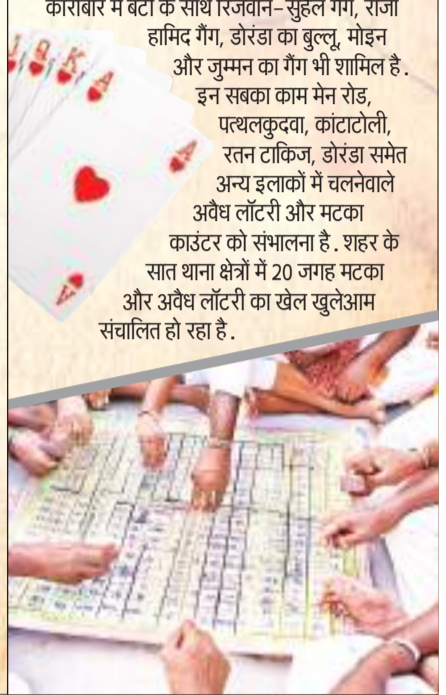 कारोबार में बंटी के साथ रिजवान-सुहैल गैंग, राजा
हामिद गैंग, डोरंडा का बुल्लू, मोइन
और जुम्मन का गैंग भी शामिल है.
इन सबका काम मेन रोड,
पत्थलकुदवा, कांटाटोली,
रतन टाकिज, डोरंडा समेत
अन्य इलाकों में चलनेवाले
अवैध लॉटरी और मटका
काउंटर को संभालना है. शहर के
सात थाना क्षेत्रों में 20 जगह मटका
और अवैध लॉटरी का खेल खुलेआम
संचालित हो रहा है.
J Q K A
A
A